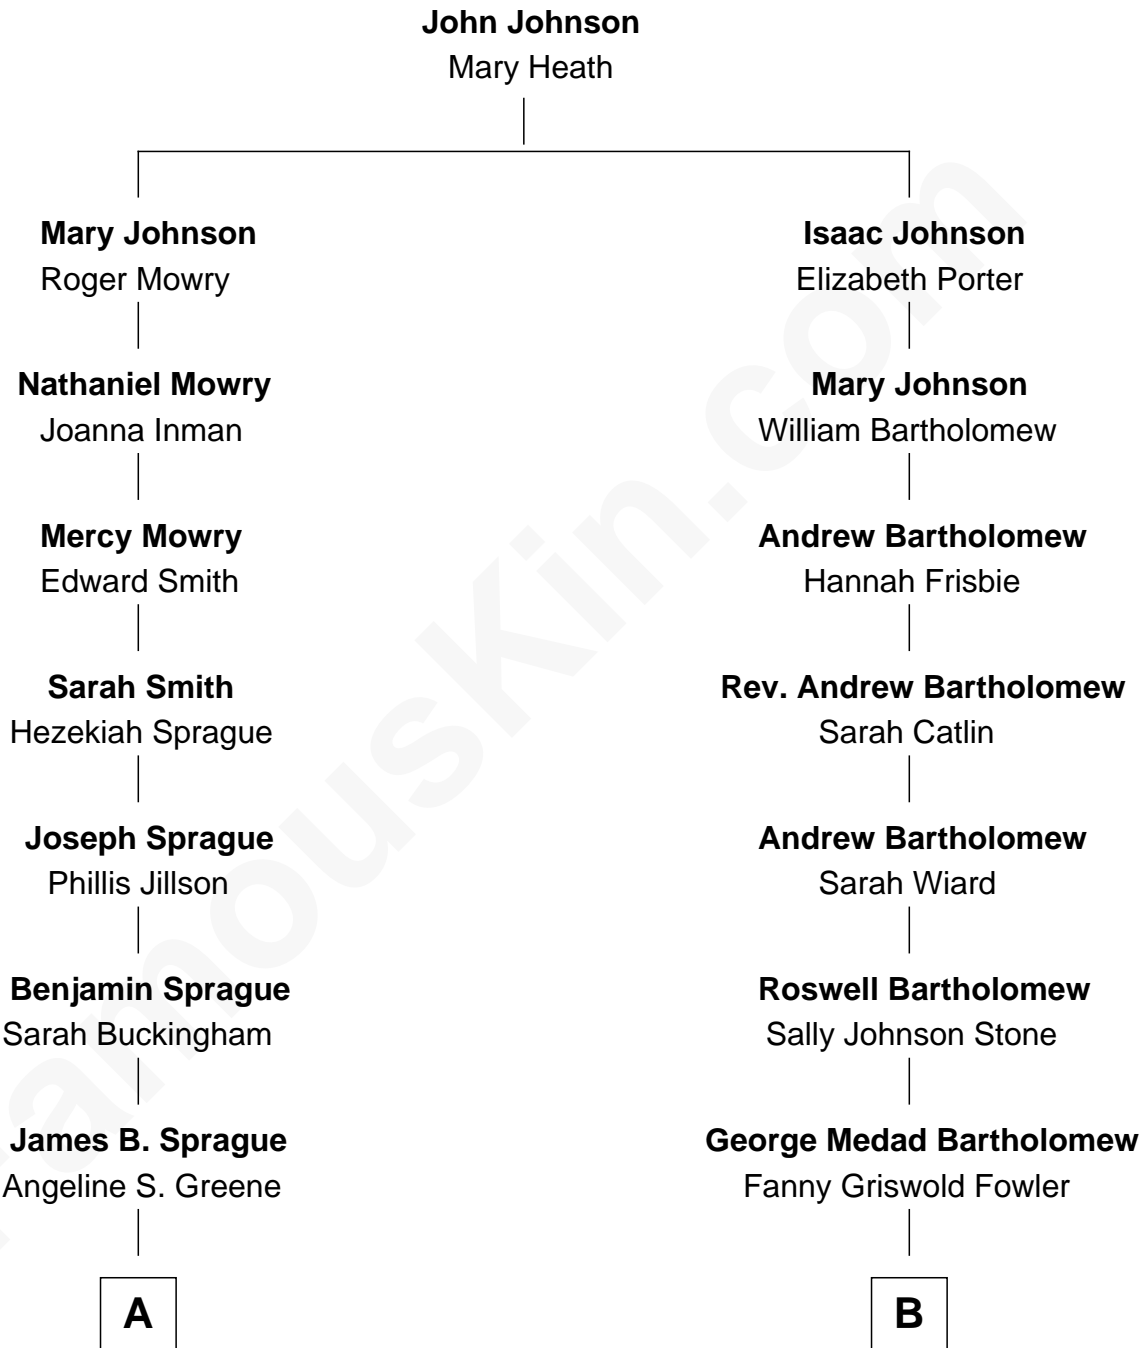 John Johnson
Mary Heath
Mary Johnson
Roger Mowry
Nathaniel Mowry
Joanna Inman
Mercy Mowry
Edward Smith
Sarah Smith
Hezekiah Sprague
Joseph Sprague
Phillis Jillson
Benjamin Sprague
Sarah Buckingham
James B. Sprague
Angeline S. Greene
A
Isaac Johnson
Elizabeth Porter
Mary Johnson
William Bartholomew
Andrew Bartholomew
Hannah Frisbie
Rev. Andrew Bartholomew
Sarah Catlin
Andrew Bartholomew
Sarah Wiard
Roswell Bartholomew
Sally Johnson Stone
George Medad Bartholomew
Fanny Griswold Fowler
B
FamousKin.com